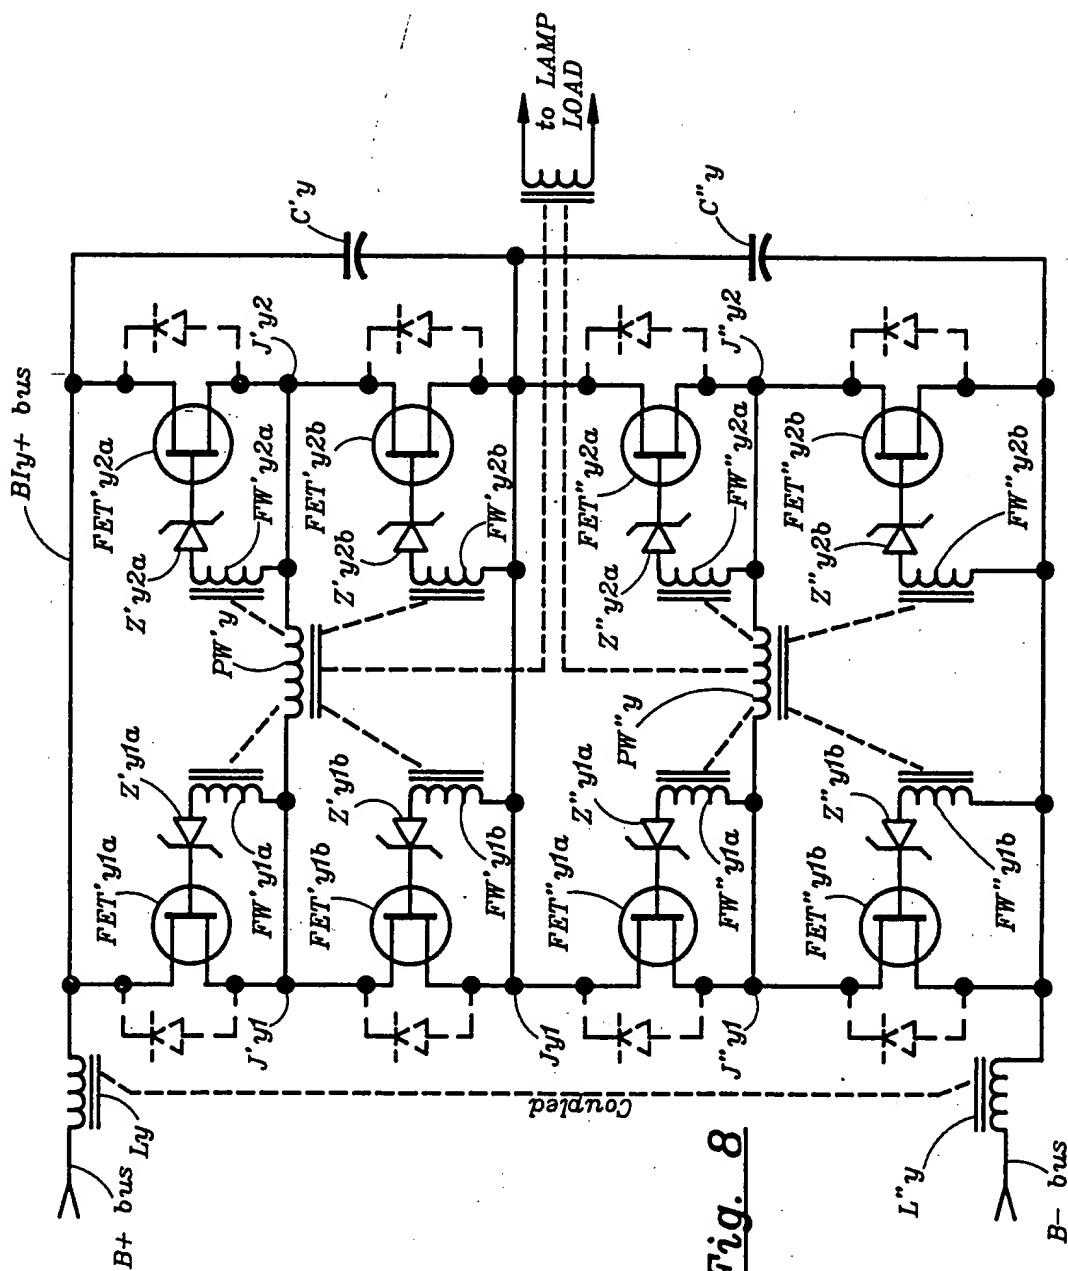 B+ bus
Ly
BIy+ bus
FET'y1a
Z'y1a
FW'y1a
J'y1
PW'y
Z'y2a
FET'y2a
FW'y2a
J'y2
C'y
FET'y1b
Z'y1b
FW'y1b
Jy1
Z'y2b
FET'y2b
FW'y2b
to LAMP
LOAD
Coupled
FET"y1a
Z"y1a
FW"y1a
J"y1
PW"y
Z"y2a
FET"y2a
FW"y2a
J"y2
C"y
FET"y1b
Z"y1b
FW"y1b
Z"y2b
FET"y2b
FW"y2b
L"y
B- bus
Fig. 8